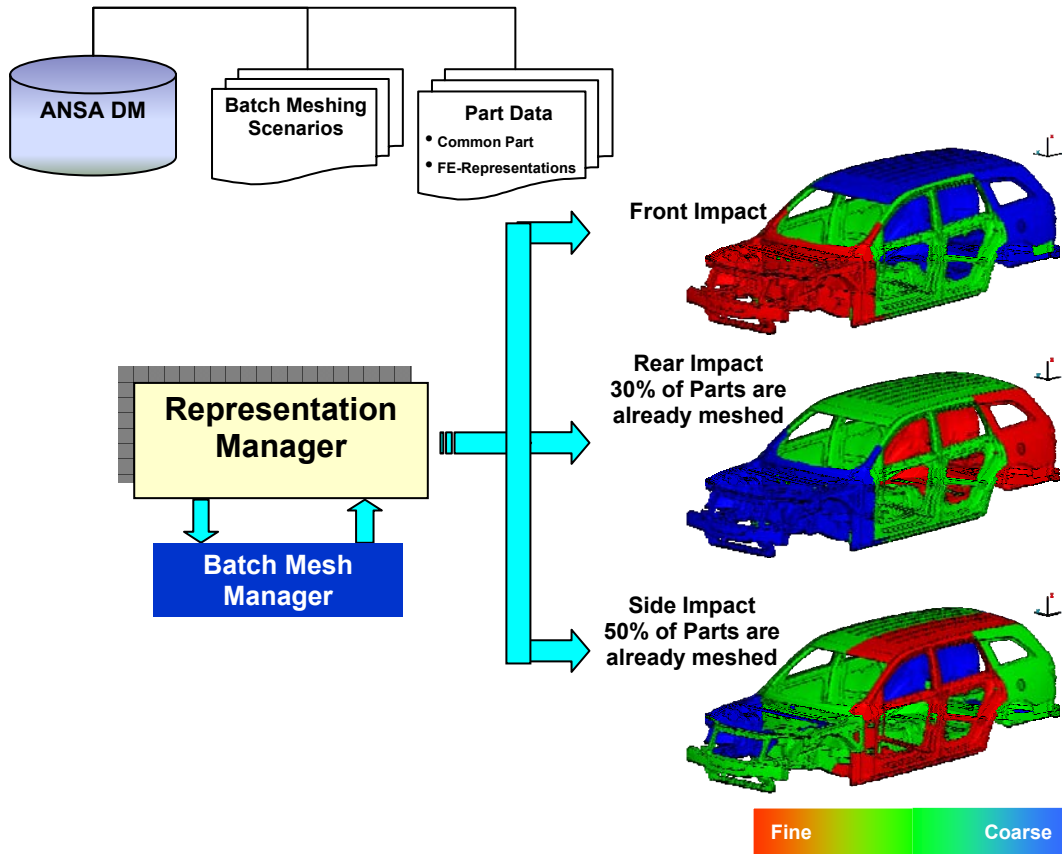 ANSA DM
Batch Meshing
Scenarios
Part Data
• Common Part
• FE-Representations
Front Impact
Representation
Manager
Rear Impact
30% of Parts are
already meshed
Batch Mesh
Manager
Side Impact
50% of Parts are
already meshed
Fine
Coarse